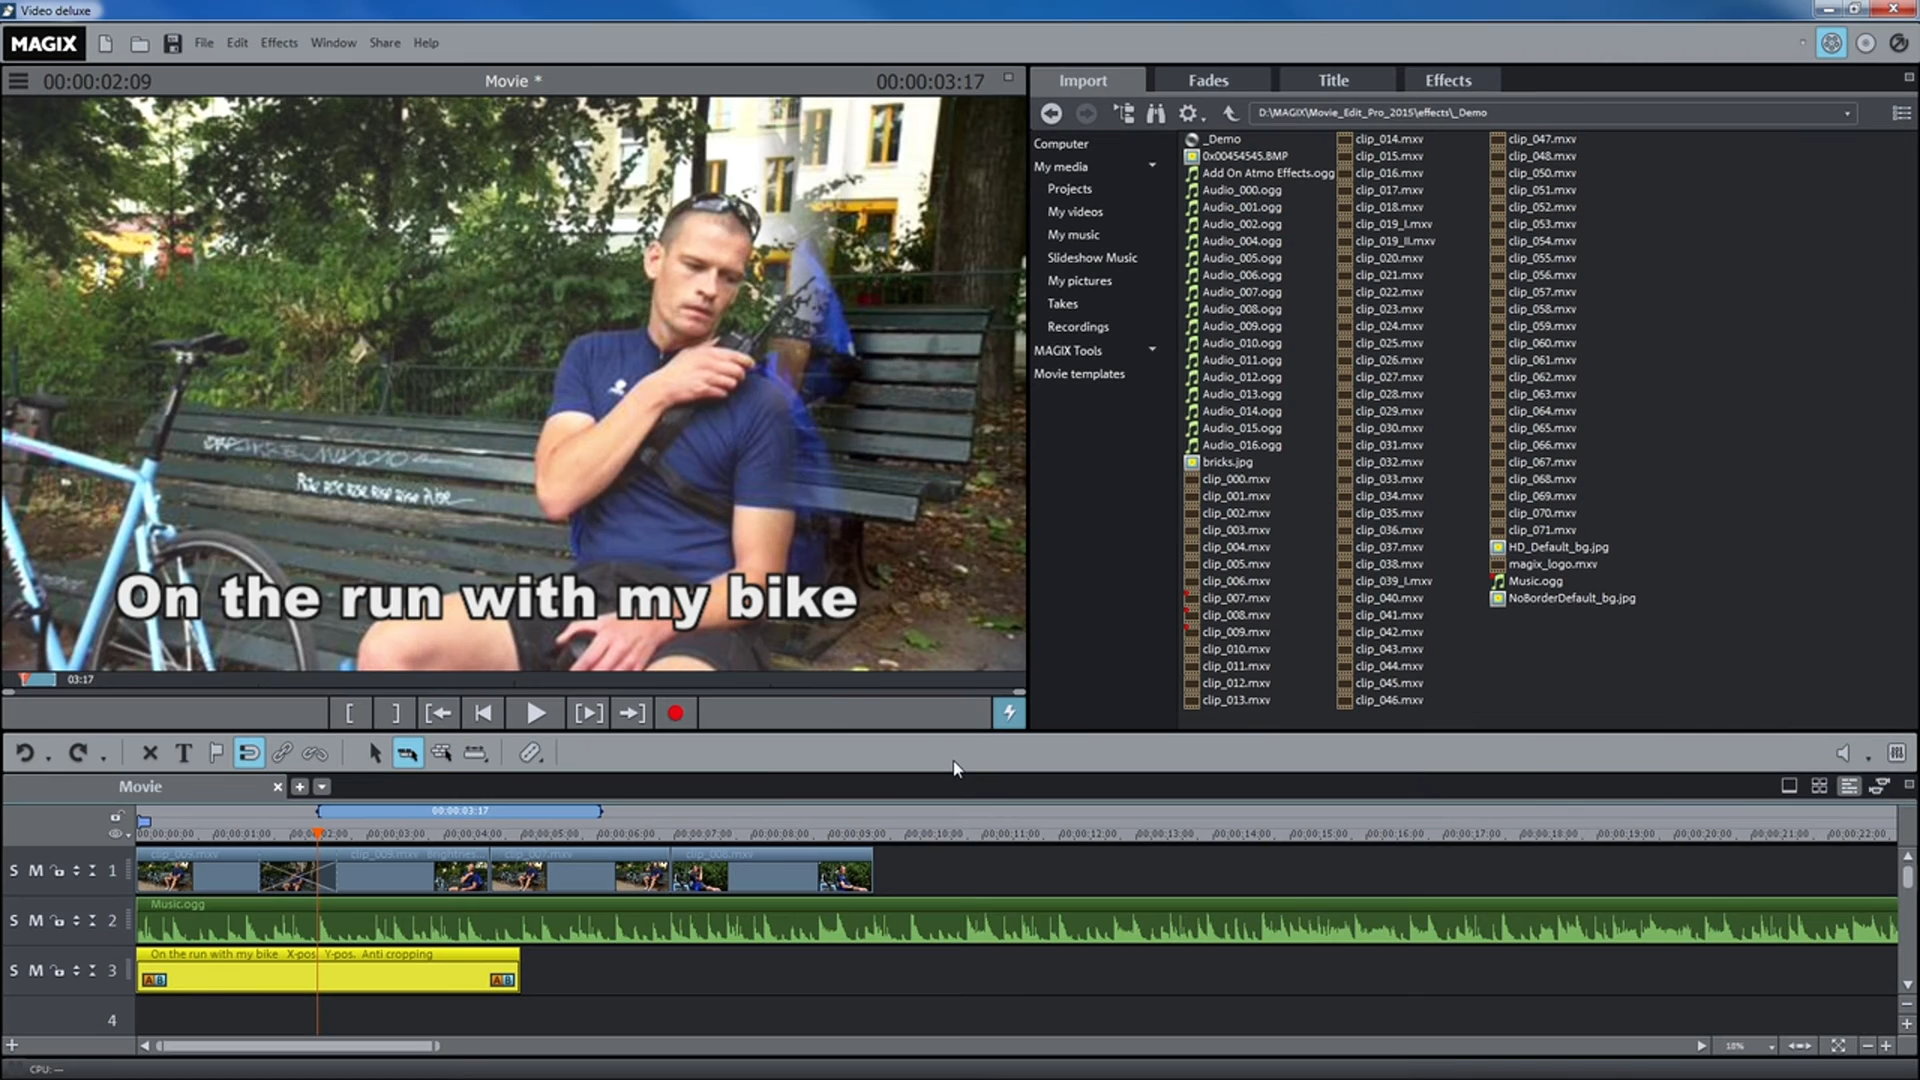 Video deluxe
MAGIX File Edit Effects Window Share Help
00:00:02:09 Movie * 00:00:03:17
Import Fades Title Effects
D:\MAGIX\Movie_Edit_Pro_2015\effects\_Demo
Computer
My media
Projects
My videos
My music
Slideshow Music
My pictures
Takes
Recordings
MAGIX Tools
Movie templates
_Demo
0x00454545.BMP
Add On Atmo Effects.ogg
Audio_000.ogg
Audio_001.ogg
Audio_002.ogg
Audio_004.ogg
Audio_005.ogg
Audio_006.ogg
Audio_007.ogg
Audio_008.ogg
Audio_009.ogg
Audio_010.ogg
Audio_011.ogg
Audio_012.ogg
Audio_013.ogg
Audio_014.ogg
Audio_015.ogg
Audio_016.ogg
bricks.jpg
clip_000.mxv
clip_001.mxv
clip_002.mxv
clip_003.mxv
clip_004.mxv
clip_005.mxv
clip_006.mxv
clip_007.mxv
clip_008.mxv
clip_009.mxv
clip_010.mxv
clip_011.mxv
clip_012.mxv
clip_013.mxv
clip_014.mxv
clip_015.mxv
clip_016.mxv
clip_017.mxv
clip_018.mxv
clip_019_I.mxv
clip_019_II.mxv
clip_020.mxv
clip_021.mxv
clip_022.mxv
clip_023.mxv
clip_024.mxv
clip_025.mxv
clip_026.mxv
clip_027.mxv
clip_028.mxv
clip_029.mxv
clip_030.mxv
clip_031.mxv
clip_032.mxv
clip_033.mxv
clip_034.mxv
clip_035.mxv
clip_036.mxv
clip_037.mxv
clip_038.mxv
clip_039_I.mxv
clip_040.mxv
clip_041.mxv
clip_042.mxv
clip_043.mxv
clip_044.mxv
clip_045.mxv
clip_046.mxv
clip_047.mxv
clip_048.mxv
clip_050.mxv
clip_051.mxv
clip_052.mxv
clip_053.mxv
clip_054.mxv
clip_055.mxv
clip_056.mxv
clip_057.mxv
clip_058.mxv
clip_059.mxv
clip_060.mxv
clip_061.mxv
clip_062.mxv
clip_063.mxv
clip_064.mxv
clip_065.mxv
clip_066.mxv
clip_067.mxv
clip_068.mxv
clip_069.mxv
clip_070.mxv
clip_071.mxv
HD_Default_bg.jpg
magix_logo.mxv
Music.ogg
NoBorderDefault_bg.jpg
On the run with my bike
03:17
Movie
00:00:03:17
00:00:00:00 00:00:01:00 00:00:02:00 00:00:03:00 00:00:04:00 00:00:05:00 00:00:06:00 00:00:07:00 00:00:08:00 00:00:09:00 00:00:10:00 00:00:11:00 00:00:12:00 00:00:13:00 00:00:14:00 00:00:15:00 00:00:16:00 00:00:17:00 00:00:18:00 00:00:19:00 00:00:20:00 00:00:21:00 00:00:22:00
S M 1 clip_009.mxv clip_009.mxv Brightnes... clip_007.mxv clip_008.mxv
S M 2 Music.ogg
S M 3 On the run with my bike X-pos. Y-pos. Anti cropping
AB AB
4
18%
CPU: —